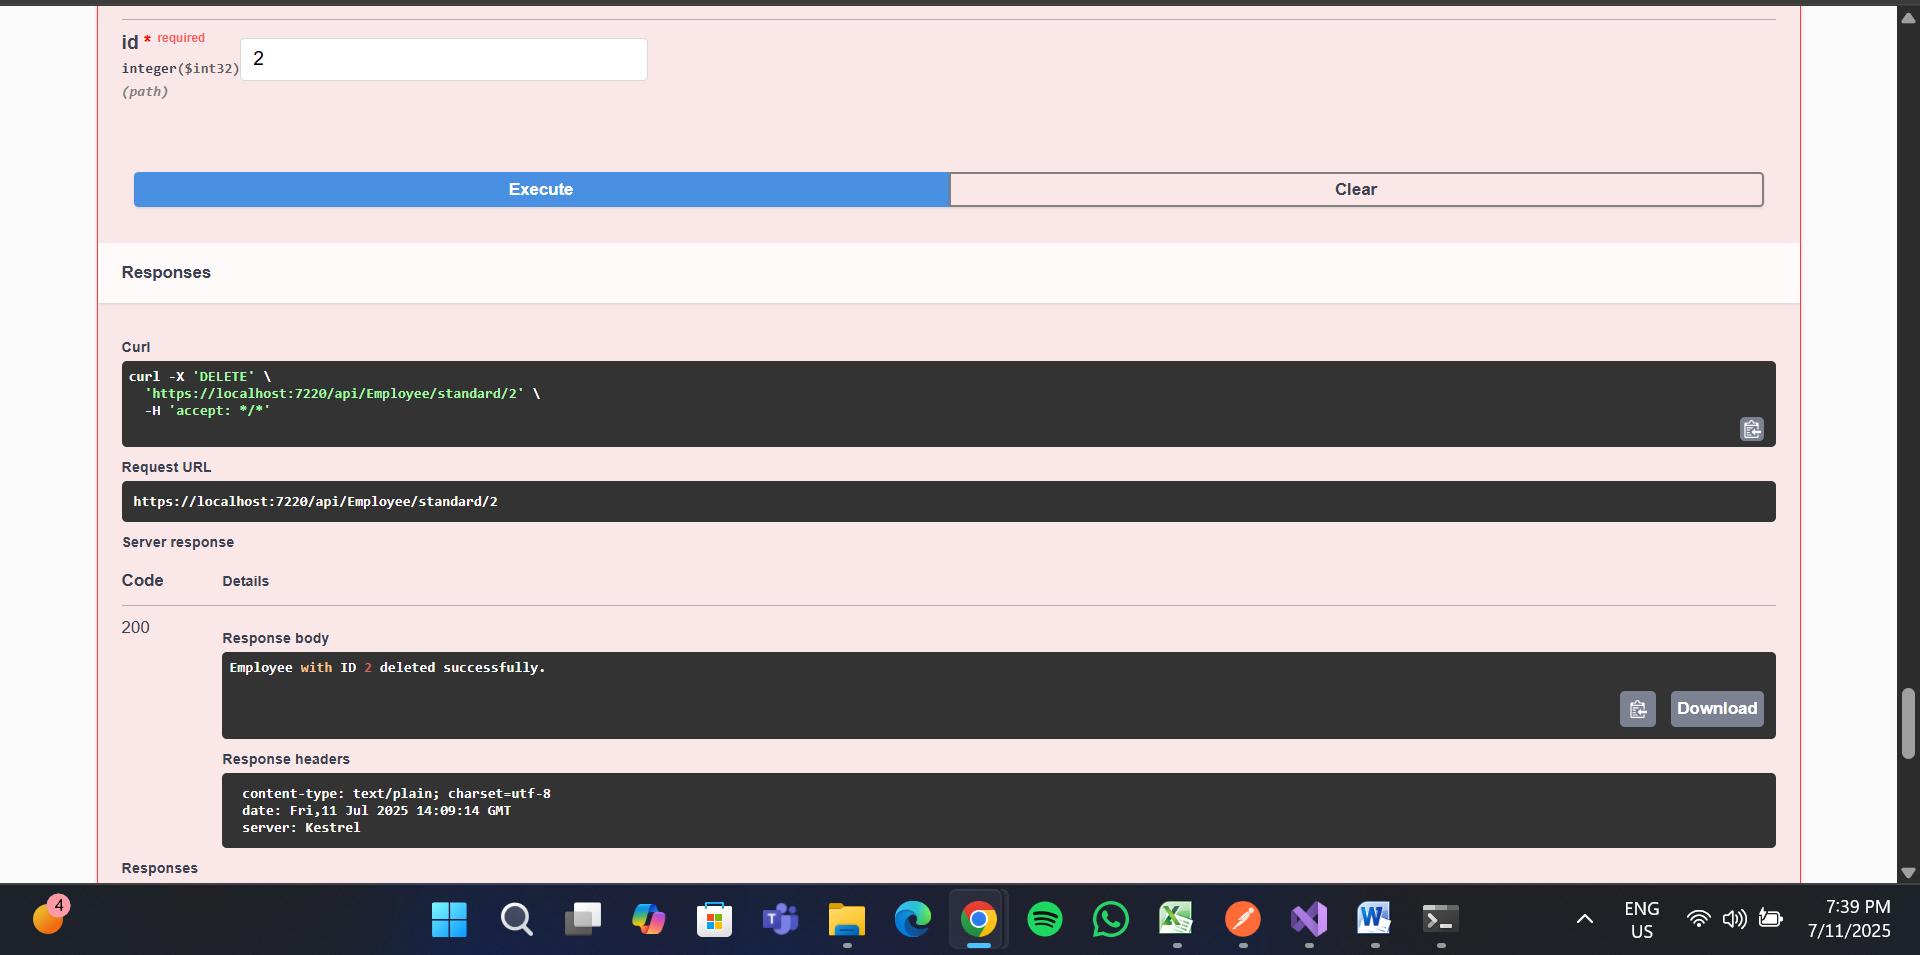 id * required
2
integer($int32)
(path)
Execute
Clear
Responses
Curl
curl -X 'DELETE' \
'https://localhost:7220/api/Employee/standard/2' \
-H 'accept: */*'
Request URL
https://localhost:7220/api/Employee/standard/2
Server response
Code
Details
200
Response body
Employee with ID 2 deleted successfully.
Download
Response headers
content-type: text/plain; charset=utf-8
date: Fri,11 Jul 2025 14:09:14 GMT
server: Kestrel
Responses
4
ENG
US
7:39 PM
7/11/2025